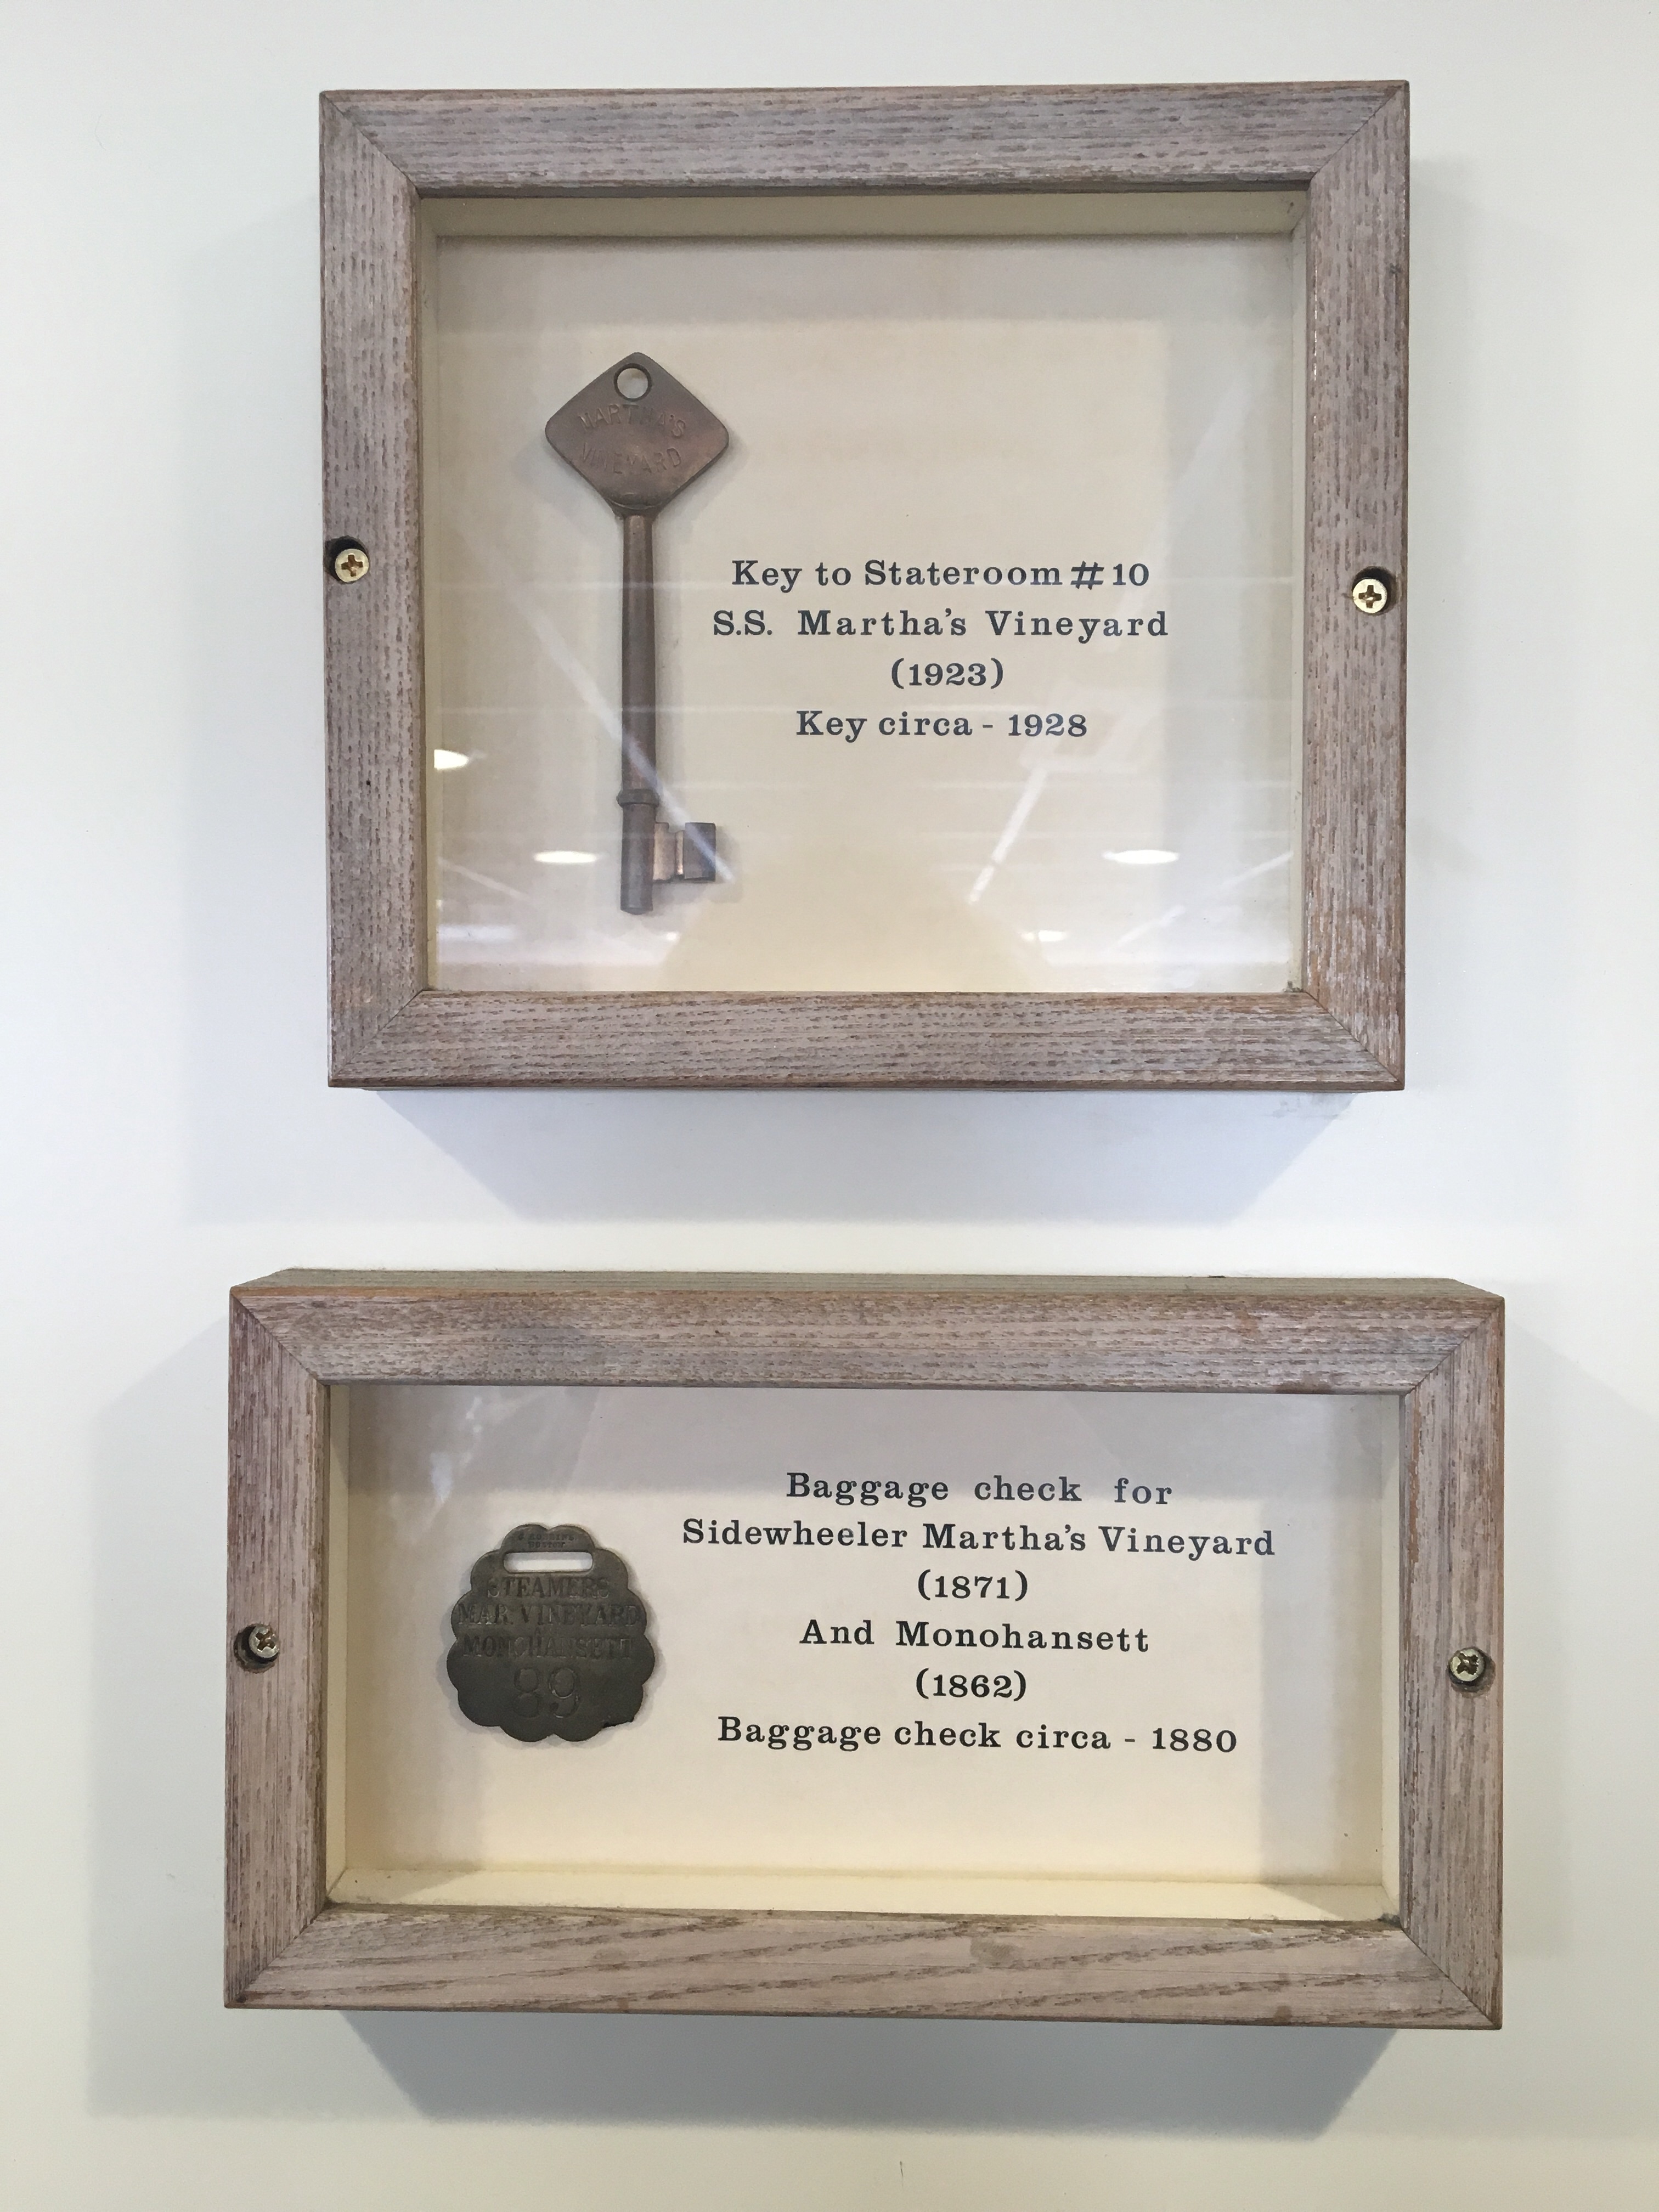 MARTHA'S
VINEYARD
Key to Stateroom #10
S.S. Martha's Vineyard
(1923)
Key circa - 1928
STEAMERS
MAR. VINEYARD
&
MONOHANSETT
89
Baggage check for
Sidewheeler Martha's Vineyard
(1871)
And Monohansett
(1862)
Baggage check circa - 1880